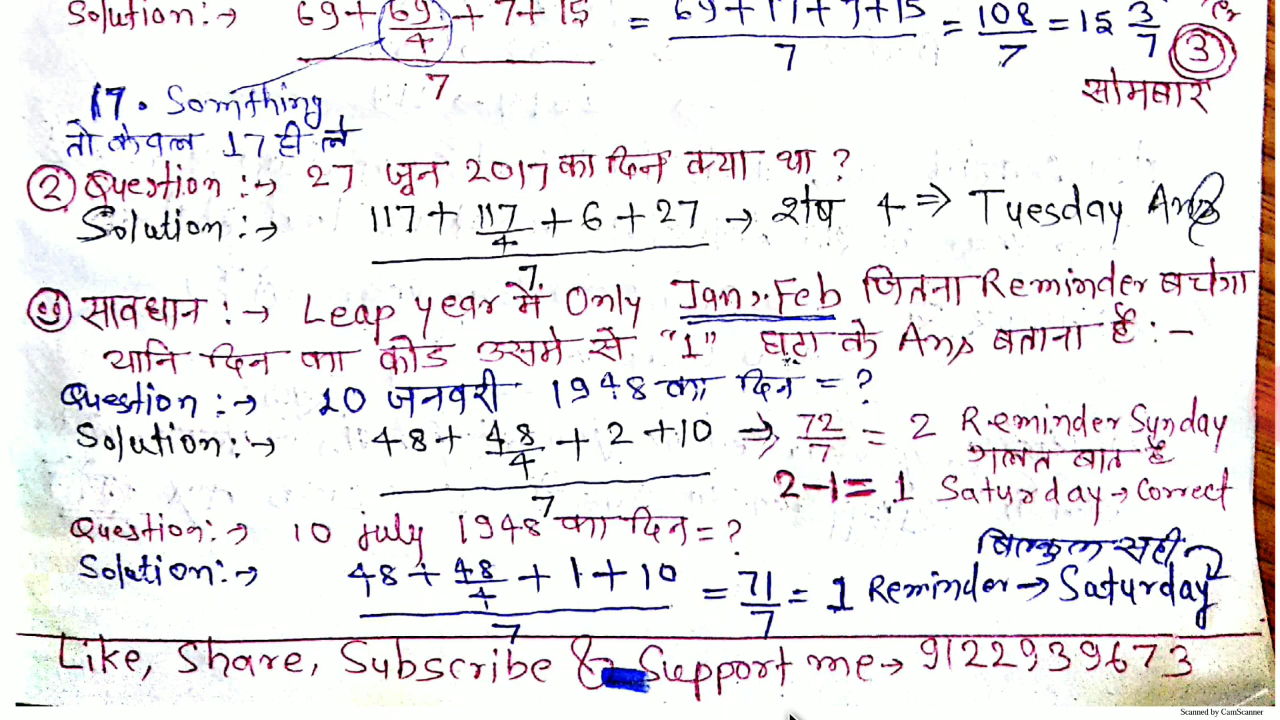 Solution:→ 69+69/4+7+15 / 7 = 69+17+7+15 / 7 = 108/7 = 15 3/7
③
सोमबार
17. Somthing
तो केवल 17 ही ले
② Question:→ 27 जून 2017 का दिन क्या था ?
Solution:→ 117+117/4+6+27 / 7 → शेष 4 ⇒ Tuesday Ans
सावधान:→ Leap year में Only Jan, Feb जितना Reminder बचेगा
यानि दिन का कोड उसमे से "1" घटा के Ans बताना है:-
Question:→ 10 जनवरी 1948 का दिन = ?
Solution:→ 48+48/4+2+10 / 7 ⇒ 72/7 = 2 Reminder Synday
गलत बात है
2-1=1 Saturday→Correct
Question:→ 10 july 1948 का दिन = ?
बिल्कुल सही
Solution:→ 48+48/4+1+10 / 7 = 71/7 = 1 Reminder→Saturday
Like, Share, Subscribe & Support me→ 9122939673
Scanned by CamScanner